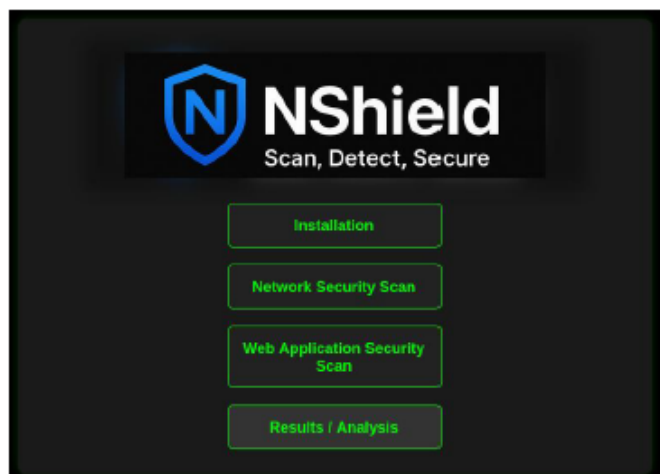 N NShield
Scan, Detect, Secure
Installation
Network Security Scan
Web Application Security
Scan
Results / Analysis